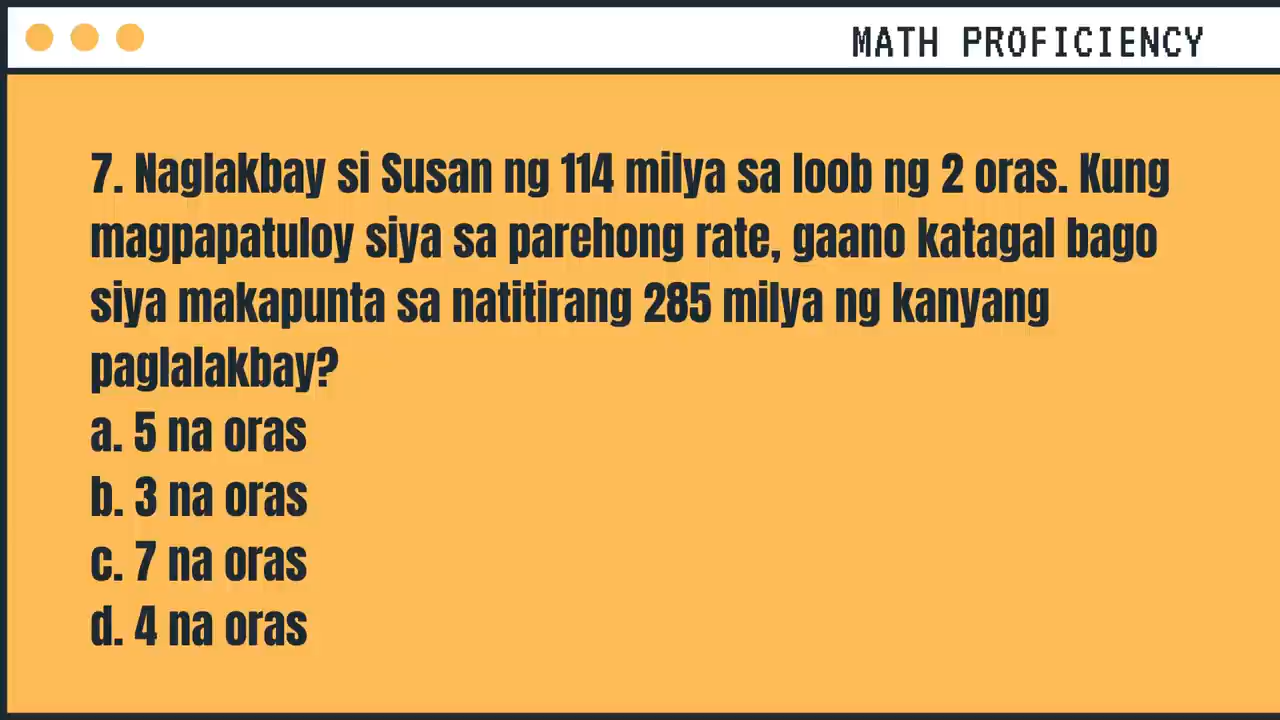 MATH PROFICIENCY
7. Naglakbay si Susan ng 114 milya sa loob ng 2 oras. Kung
magpapatuloy siya sa parehong rate, gaano katagal bago
siya makapunta sa natitirang 285 milya ng kanyang
paglalakbay?
a. 5 na oras
b. 3 na oras
c. 7 na oras
d. 4 na oras